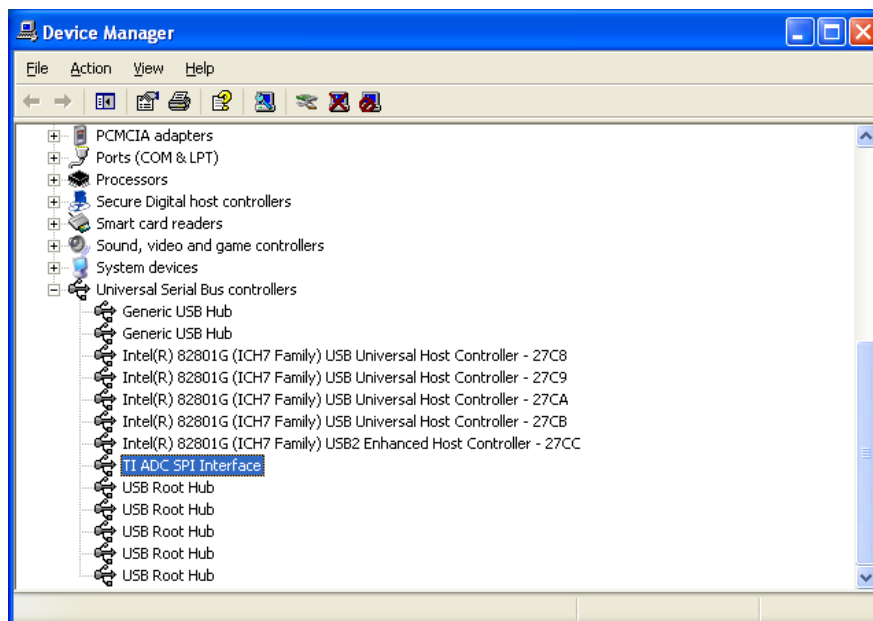 Device Manager
File Action View Help
PCMCIA adapters
Ports (COM & LPT)
Processors
Secure Digital host controllers
Smart card readers
Sound, video and game controllers
System devices
Universal Serial Bus controllers
Generic USB Hub
Generic USB Hub
Intel(R) 82801G (ICH7 Family) USB Universal Host Controller - 27C8
Intel(R) 82801G (ICH7 Family) USB Universal Host Controller - 27C9
Intel(R) 82801G (ICH7 Family) USB Universal Host Controller - 27CA
Intel(R) 82801G (ICH7 Family) USB Universal Host Controller - 27CB
Intel(R) 82801G (ICH7 Family) USB2 Enhanced Host Controller - 27CC
TI ADC SPI Interface
USB Root Hub
USB Root Hub
USB Root Hub
USB Root Hub
USB Root Hub